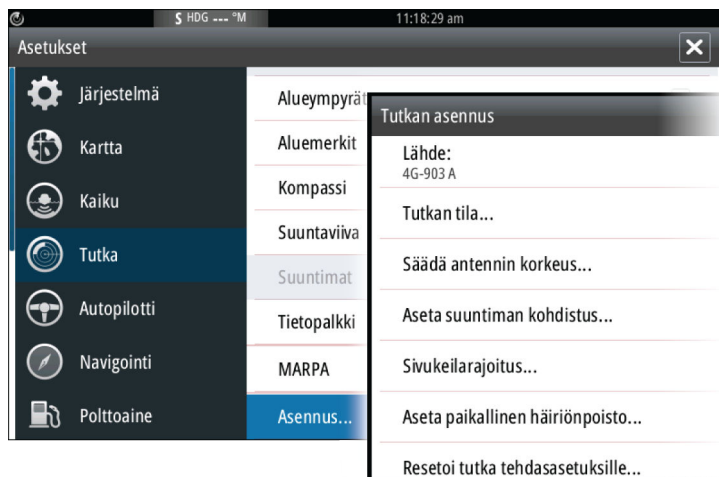 S HDG --- °M
11:18:29 am
Asetukset
Järjestelmä
Kartta
Kaiku
Tutka
Autopilotti
Navigointi
Polttoaine
Alueympyrät
Aluemerkit
Kompassi
Suuntaviiva
Suuntimat
Tietopalkki
MARPA
Asennus...
Tutkan asennus
Lähde:
4G-903 A
Tutkan tila...
Säädä antennin korkeus...
Aseta suuntiman kohdistus...
Sivukeilarajoitus...
Aseta paikallinen häiriönpoisto...
Resetoi tutka tehdasasetuksille...